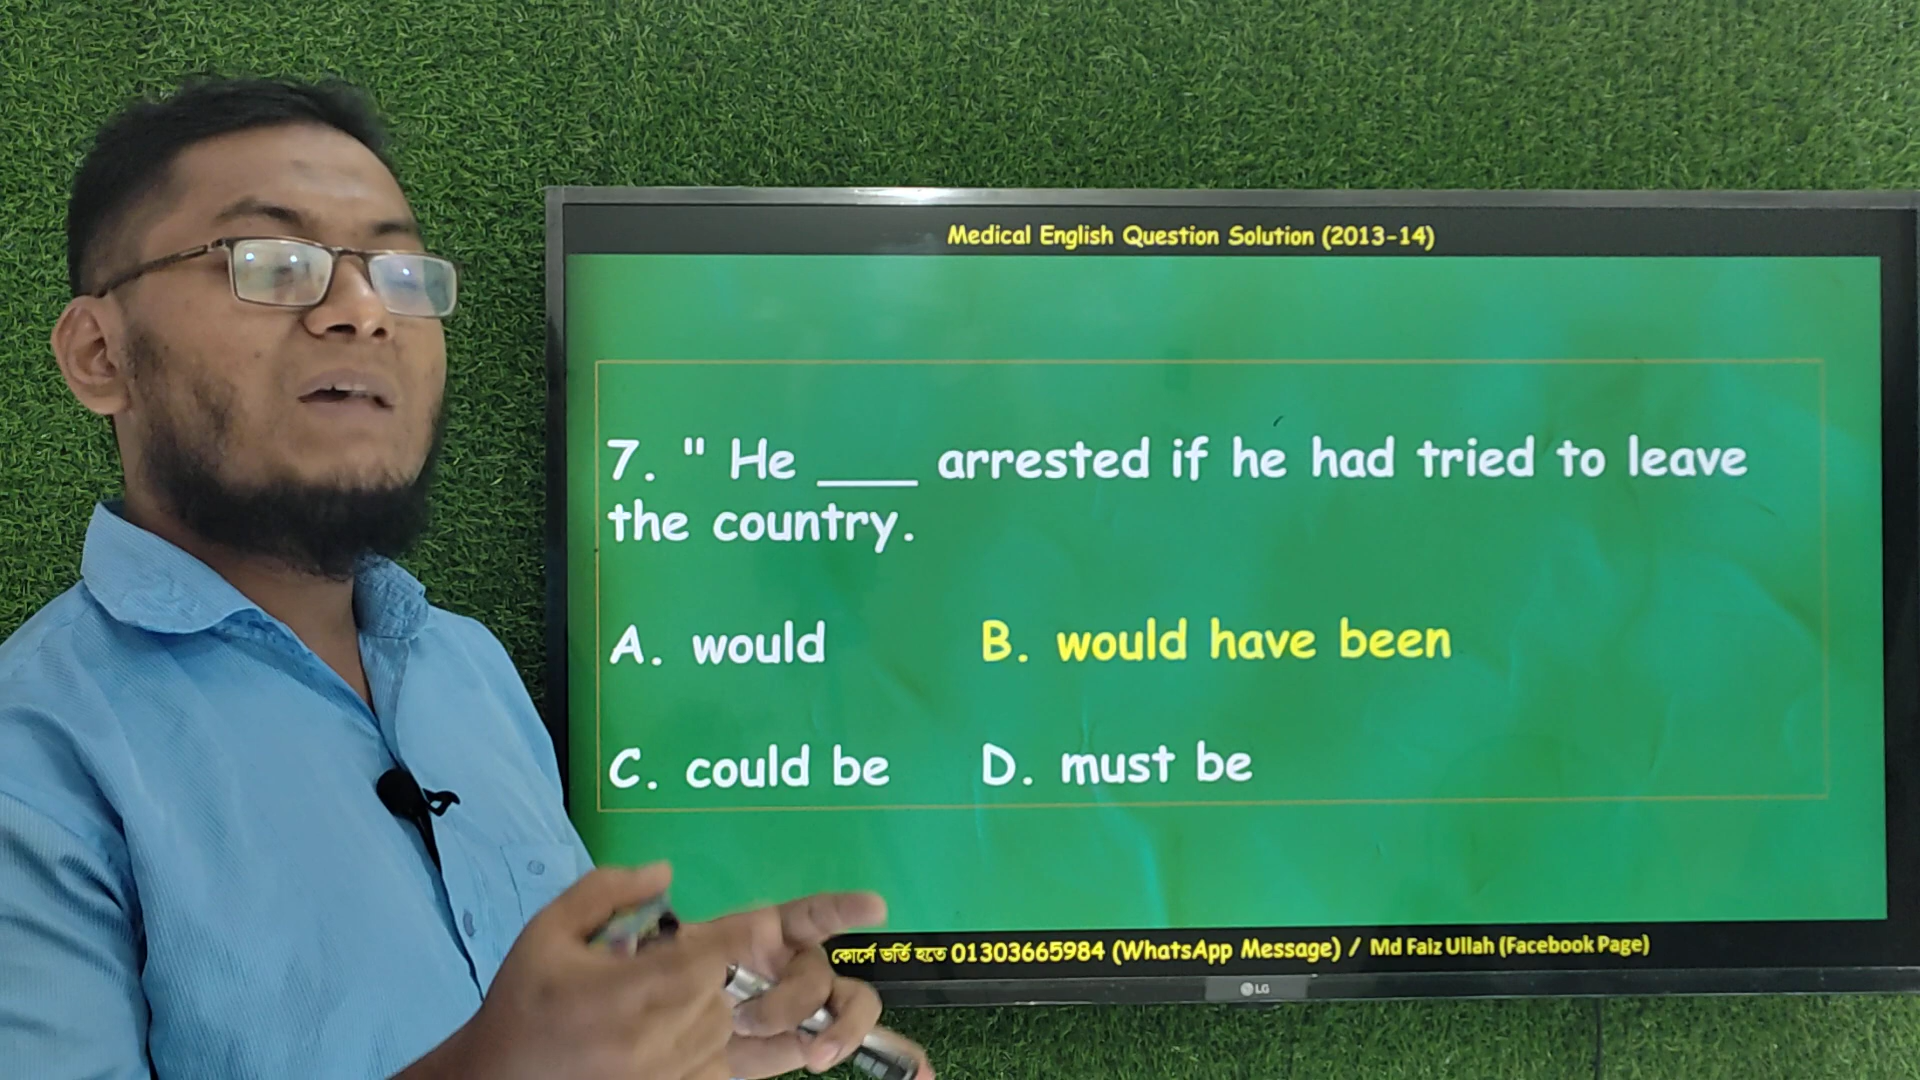 Medical English Question Solution (2013-14)
7. " He ____ arrested if he had tried to leave
the country.
A. would B. would have been
C. could be D. must be
কোর্সে ভর্তি হতে 01303665984 (WhatsApp Message) / Md Faiz Ullah (Facebook Page)
LG